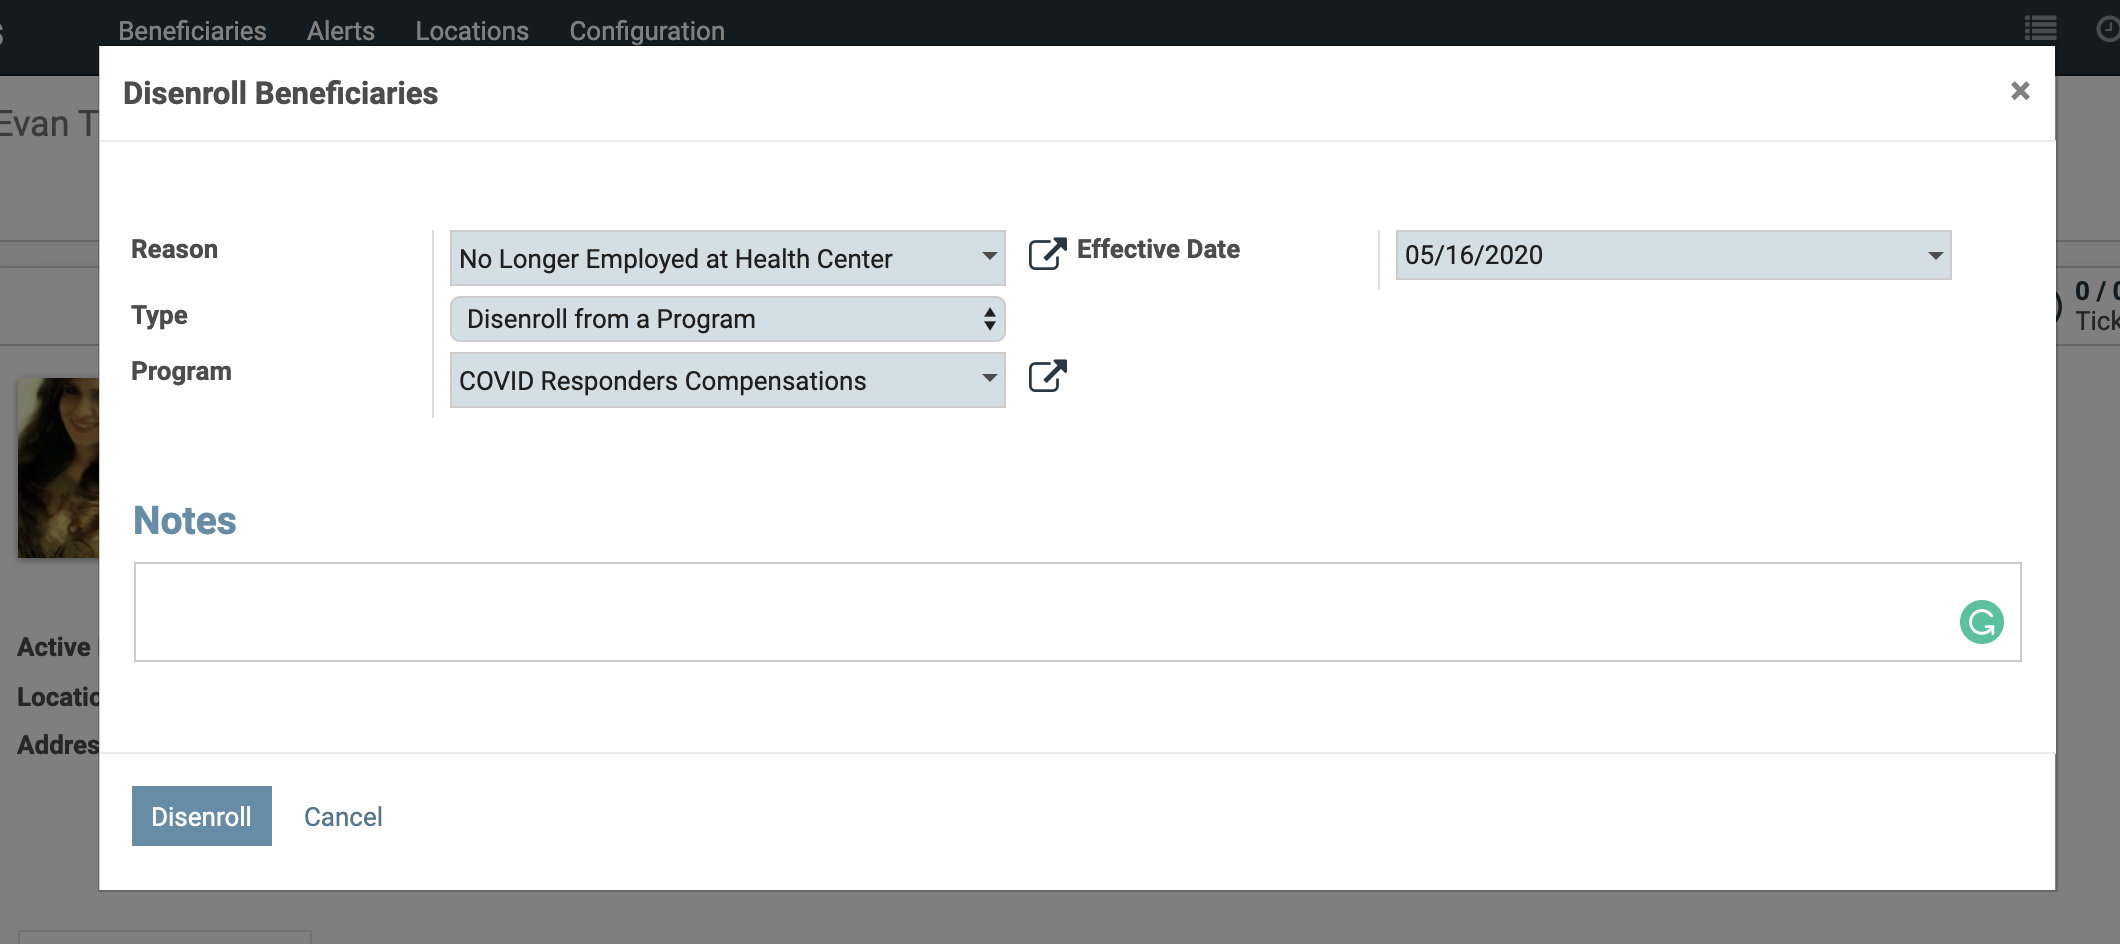 Beneficiaries Alerts Locations Configuration
Disenroll Beneficiaries
Evan T
Reason No Longer Employed at Health Center Effective Date 05/16/2020
Type Disenroll from a Program
Program COVID Responders Compensations
0 / 0
Tick
Notes
Active
Locatio
Addres
Disenroll Cancel